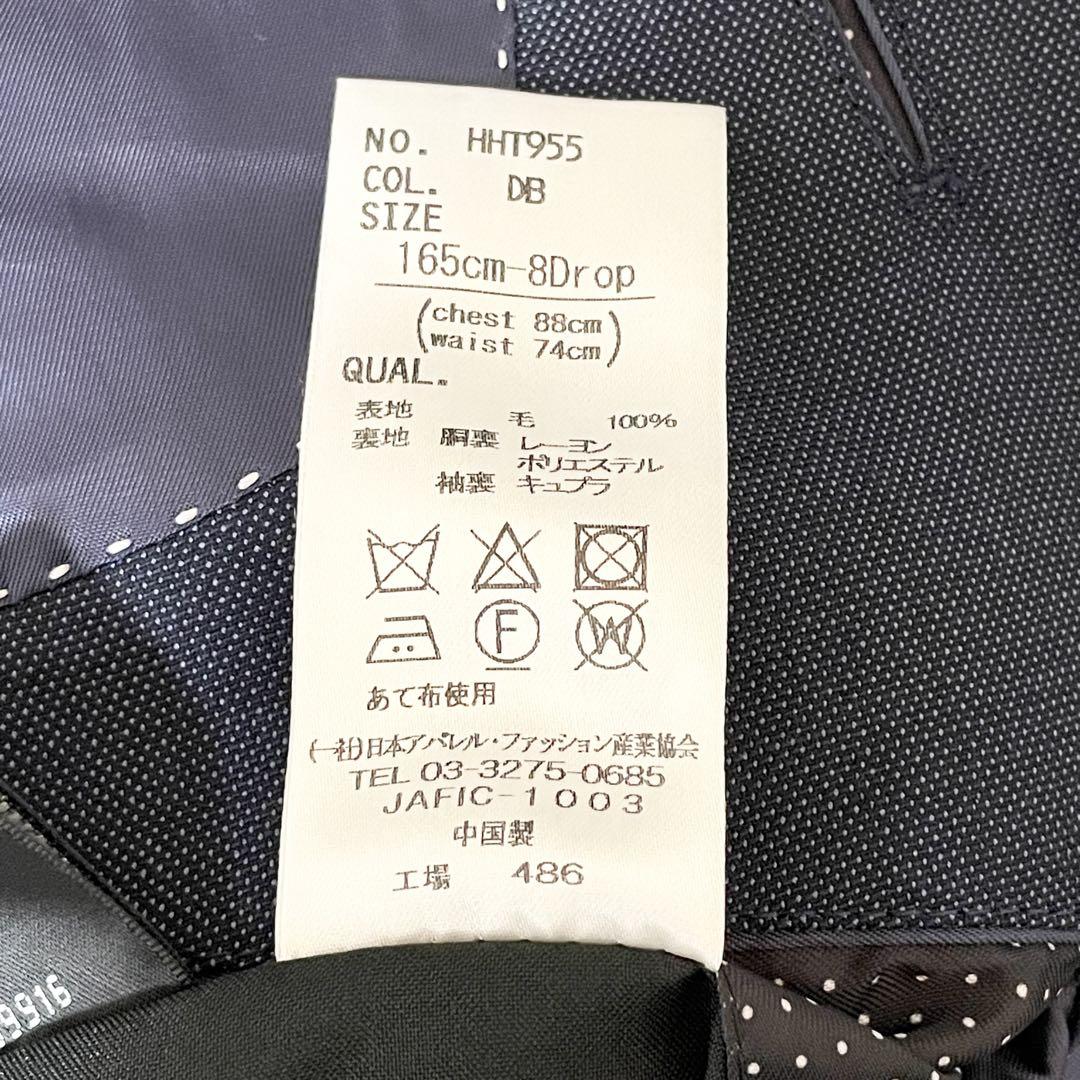 NO. HHT955
COL. DB
SIZE
165cm-8Drop
(chest 88cm
waist 74cm)
QUAL.
表地 毛 100%
裏地 胴裏 レーヨン
ポリエステル
袖裏 キュプラ
F
W
あて布使用
(一社)日本アパレル・ファッション産業協会
TEL 03-3275-0685
JAFIC-1003
中国製
工場 486
9916